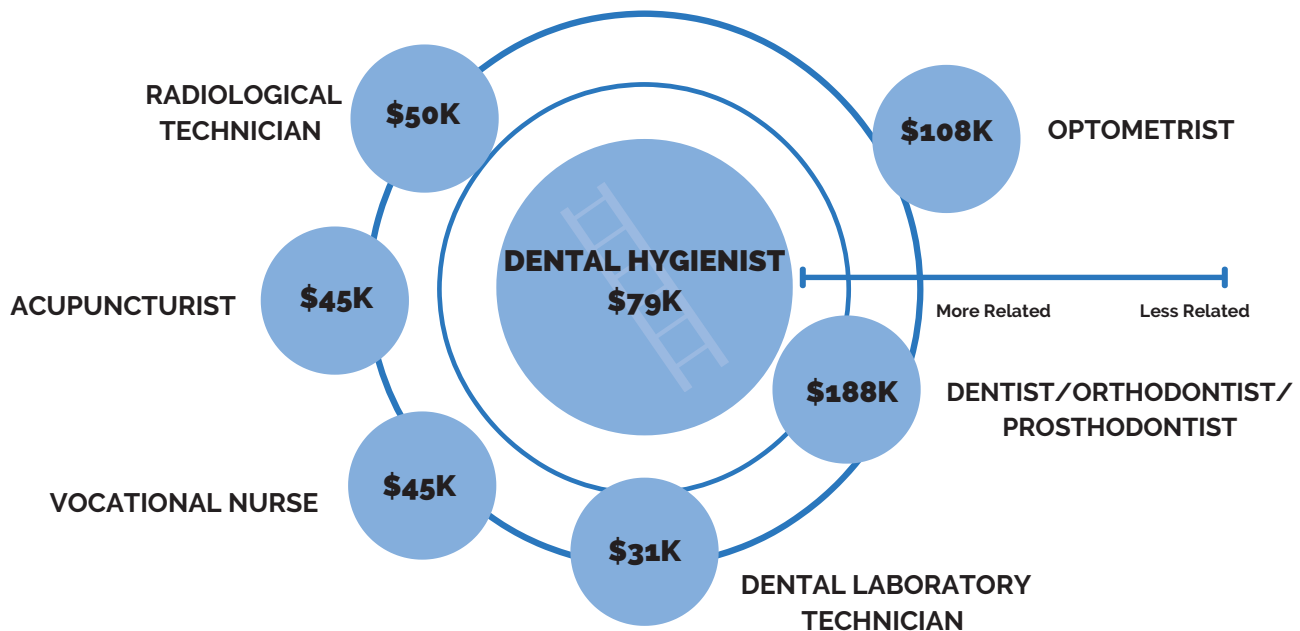 RADIOLOGICAL
TECHNICIAN
$50K
$108K
OPTOMETRIST
DENTAL HYGIENIST
$79K
ACUPUNCTURIST
$45K
More Related
Less Related
$188K
DENTIST/ORTHODONTIST/
PROSTHODONTIST
VOCATIONAL NURSE
$45K
$31K
DENTAL LABORATORY
TECHNICIAN